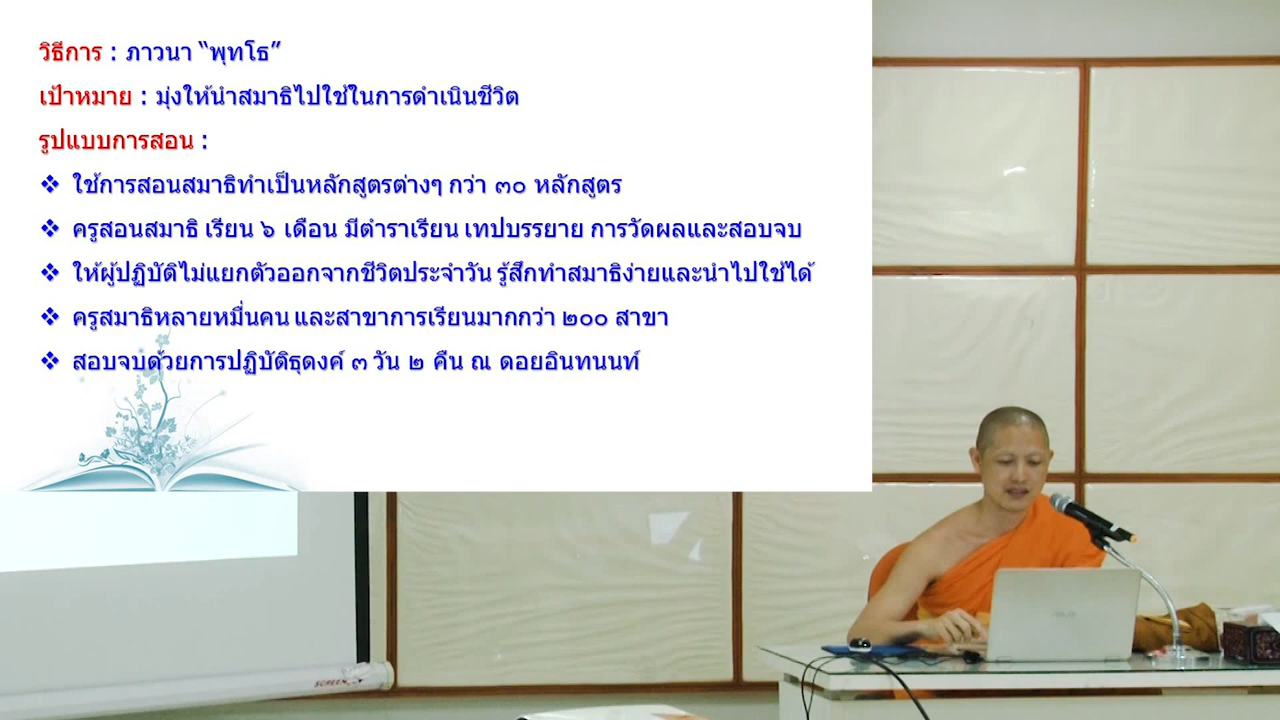 วิธีการ : ภาวนา “พุทโธ”
เป้าหมาย : มุ่งให้นำสมาธิไปใช้ในการดำเนินชีวิต
รูปแบบการสอน :
❖ ใช้การสอนสมาธิทำเป็นหลักสูตรต่างๆ กว่า ๓๐ หลักสูตร
❖ ครูสอนสมาธิ เรียน ๖ เดือน มีตำราเรียน เทปบรรยาย การวัดผลและสอบจบ
❖ ให้ผู้ปฏิบัติไม่แยกตัวออกจากชีวิตประจำวัน รู้สึกทำสมาธิง่ายและนำไปใช้ได้
❖ ครูสมาธิหลายหมื่นคน และสาขาการเรียนมากกว่า ๒๐๐ สาขา
❖ สอบจบด้วยการปฏิบัติธุดงค์ ๓ วัน ๒ คืน ณ ดอยอินทนนท์
ASUS